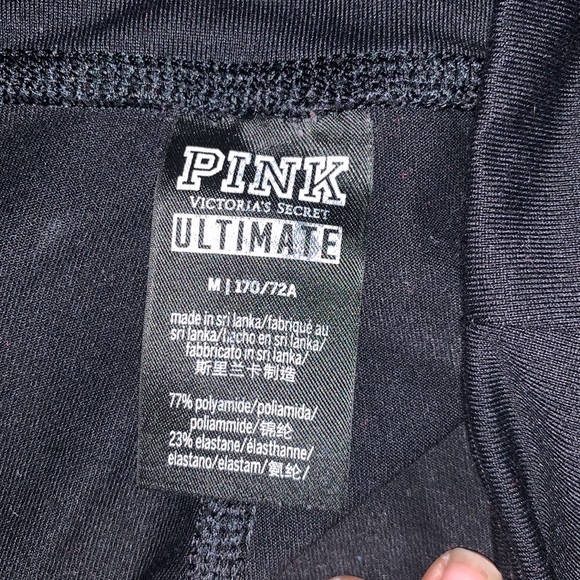 PINK
VICTORIA'S SECRET
ULTIMATE
M | 170/72A
made in sri lanka/fabriqué au
sri lanka/hecho en sri lanka/
fabbricato in sri lanka/
斯里兰卡制造
77% polyamide/poliamida/
poliammide/锦纶
23% elastane/élasthanne/
elastano/elastam/氨纶/